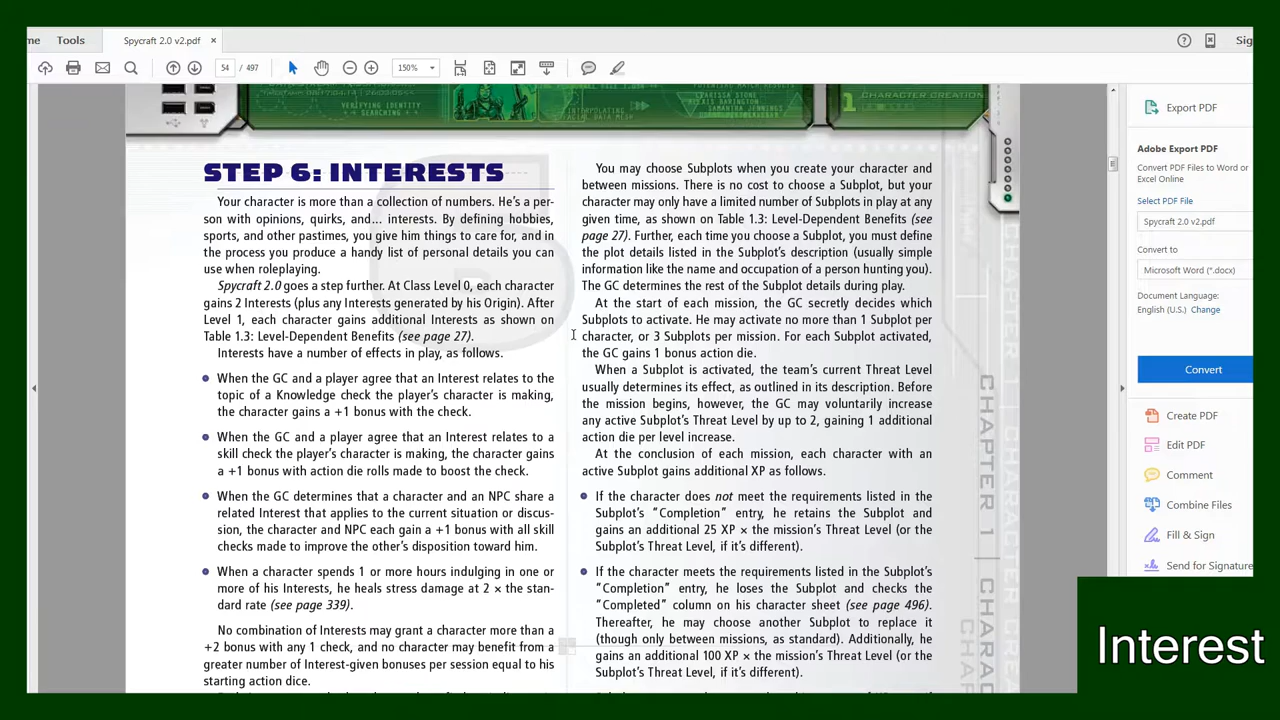 me
Tools
Spycraft 2.0 v2.pdf
×
Sig
54 / 497
150%
VERIFYING IDENTITY
SEARCHING
INTERPOLATING
FACIAL DATA MESH
POTENTIAL MATCH RESULTS
SAMANTHA JENNINGS
1 CHARACTER CREATION
STEP 6: INTERESTS
Your character is more than a collection of numbers. He's a per-
son with opinions, quirks, and... interests. By defining hobbies,
sports, and other pastimes, you give him things to care for, and in
the process you produce a handy list of personal details you can
use when roleplaying.
Spycraft 2.0 goes a step further. At Class Level 0, each character
gains 2 Interests (plus any Interests generated by his Origin). After
Level 1, each character gains additional Interests as shown on
Table 1.3: Level-Dependent Benefits (see page 27).
Interests have a number of effects in play, as follows.
When the GC and a player agree that an Interest relates to the
topic of a Knowledge check the player's character is making,
the character gains a +1 bonus with the check.
When the GC and a player agree that an Interest relates to a
skill check the player's character is making, the character gains
a +1 bonus with action die rolls made to boost the check.
When the GC determines that a character and an NPC share a
related Interest that applies to the current situation or discus-
sion, the character and NPC each gain a +1 bonus with all skill
checks made to improve the other's disposition toward him.
When a character spends 1 or more hours indulging in one or
more of his Interests, he heals stress damage at 2 × the stan-
dard rate (see page 339).
No combination of Interests may grant a character more than a
+2 bonus with any 1 check, and no character may benefit from a
greater number of Interest-given bonuses per session equal to his
starting action dice.
You may choose Subplots when you create your character and
between missions. There is no cost to choose a Subplot, but your
character may only have a limited number of Subplots in play at any
given time, as shown on Table 1.3: Level-Dependent Benefits (see
page 27). Further, each time you choose a Subplot, you must define
the plot details listed in the Subplot's description (usually simple
information like the name and occupation of a person hunting you).
The GC determines the rest of the Subplot details during play.
At the start of each mission, the GC secretly decides which
Subplots to activate. He may activate no more than 1 Subplot per
character, or 3 Subplots per mission. For each Subplot activated,
the GC gains 1 bonus action die.
When a Subplot is activated, the team's current Threat Level
usually determines its effect, as outlined in its description. Before
the mission begins, however, the GC may voluntarily increase
any active Subplot's Threat Level by up to 2, gaining 1 additional
action die per level increase.
At the conclusion of each mission, each character with an
active Subplot gains additional XP as follows.
If the character does not meet the requirements listed in the
Subplot's "Completion" entry, he retains the Subplot and
gains an additional 25 XP × the mission's Threat Level (or the
Subplot's Threat Level, if it's different).
If the character meets the requirements listed in the Subplot's
"Completion" entry, he loses the Subplot and checks the
"Completed" column on his character sheet (see page 496).
Thereafter, he may choose another Subplot to replace it
(though only between missions, as standard). Additionally, he
gains an additional 100 XP × the mission's Threat Level (or the
Subplot's Threat Level, if it's different).
CHAPTER 1
CHA
Export PDF
Adobe Export PDF
Convert PDF Files to Word or
Excel Online
Select PDF File
Spycraft 2.0 v2.pdf
Convert to
Microsoft Word (*.docx)
Document Language:
English (U.S.) Change
Convert
Create PDF
Edit PDF
Comment
Combine Files
Fill & Sign
Send for Signature
Interest